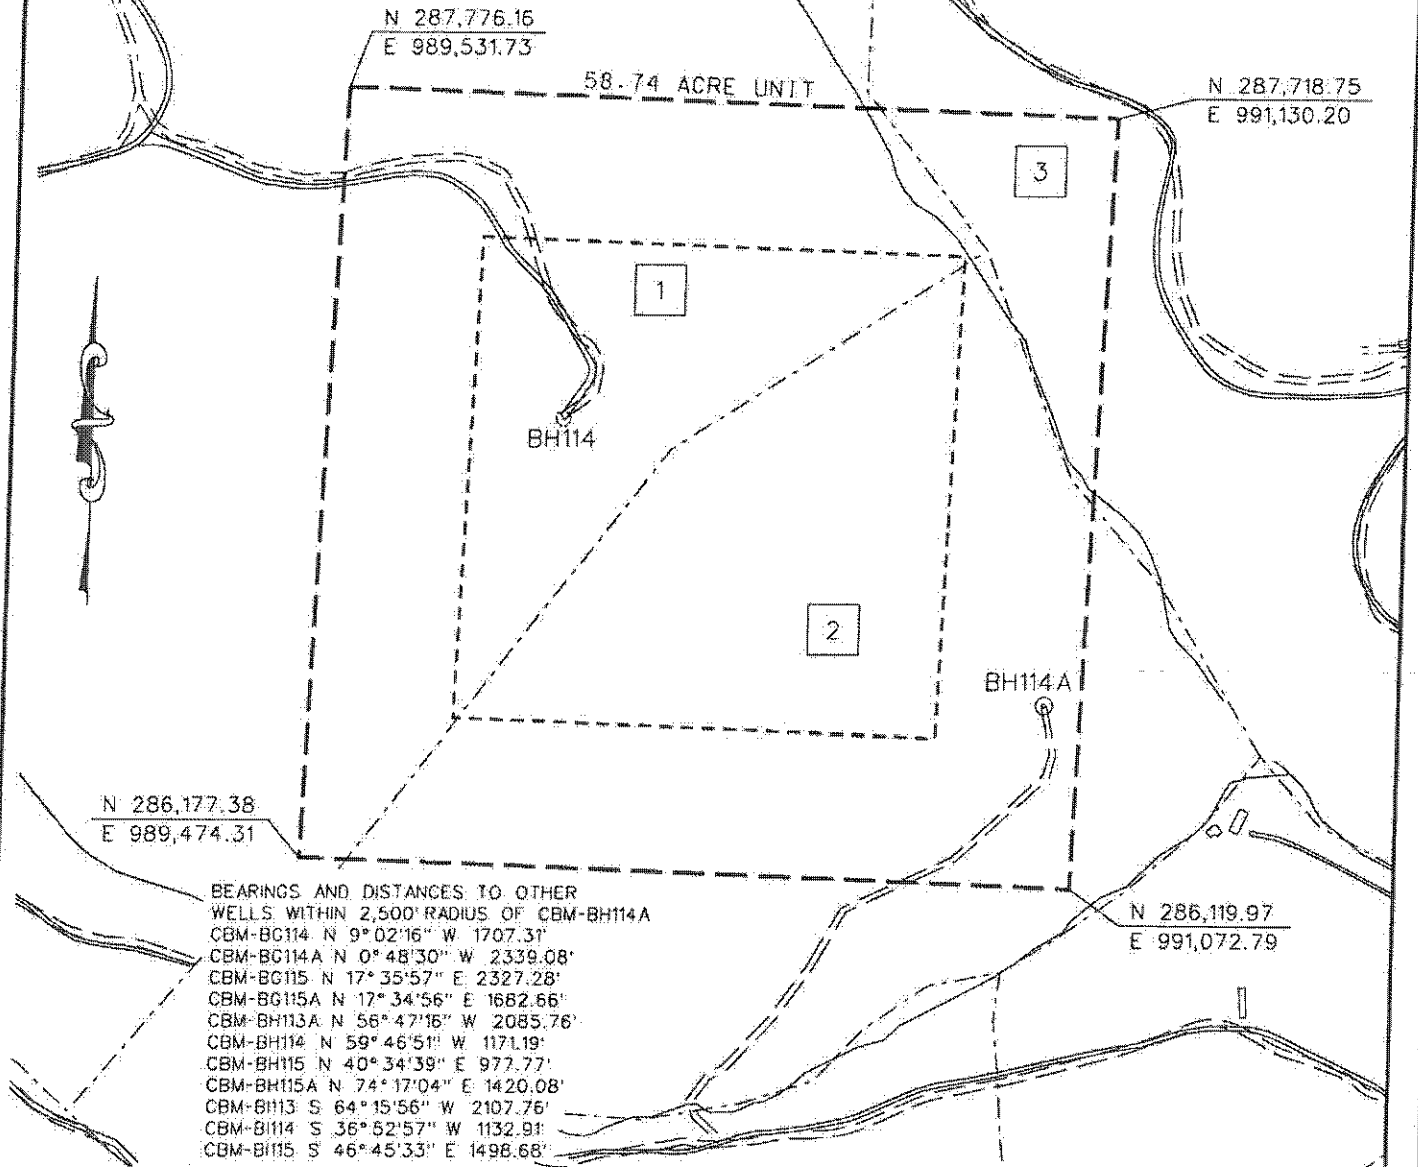 N 287,776.16
E 989,531.73
58.74 ACRE UNIT
N 287,718.75
E 991,130.20
3
1
BH114
2
BH114A
N 286,177.38
E 989,474.31
BEARINGS AND DISTANCES TO OTHER
WELLS WITHIN 2,500' RADIUS OF CBM-BH114A
CBM-BG114 N 9°02'16" W 1707.31'
CBM-BG114A N 0°48'30" W 2339.08'
CBM-BG115 N 17°35'57" E 2327.28'
CBM-BG115A N 17°34'56" E 1682.66'
CBM-BH113A N 56°47'16" W 2085.76'
CBM-BH114 N 59°46'51" W 1171.19'
CBM-BH115 N 40°34'39" E 977.77'
CBM-BH115A N 74°17'04" E 1420.08'
CBM-BI113 S 64°15'56" W 2107.76'
CBM-BI114 S 36°52'57" W 1132.91'
CBM-BI115 S 46°45'33" E 1498.68'
N 286,119.97
E 991,072.79